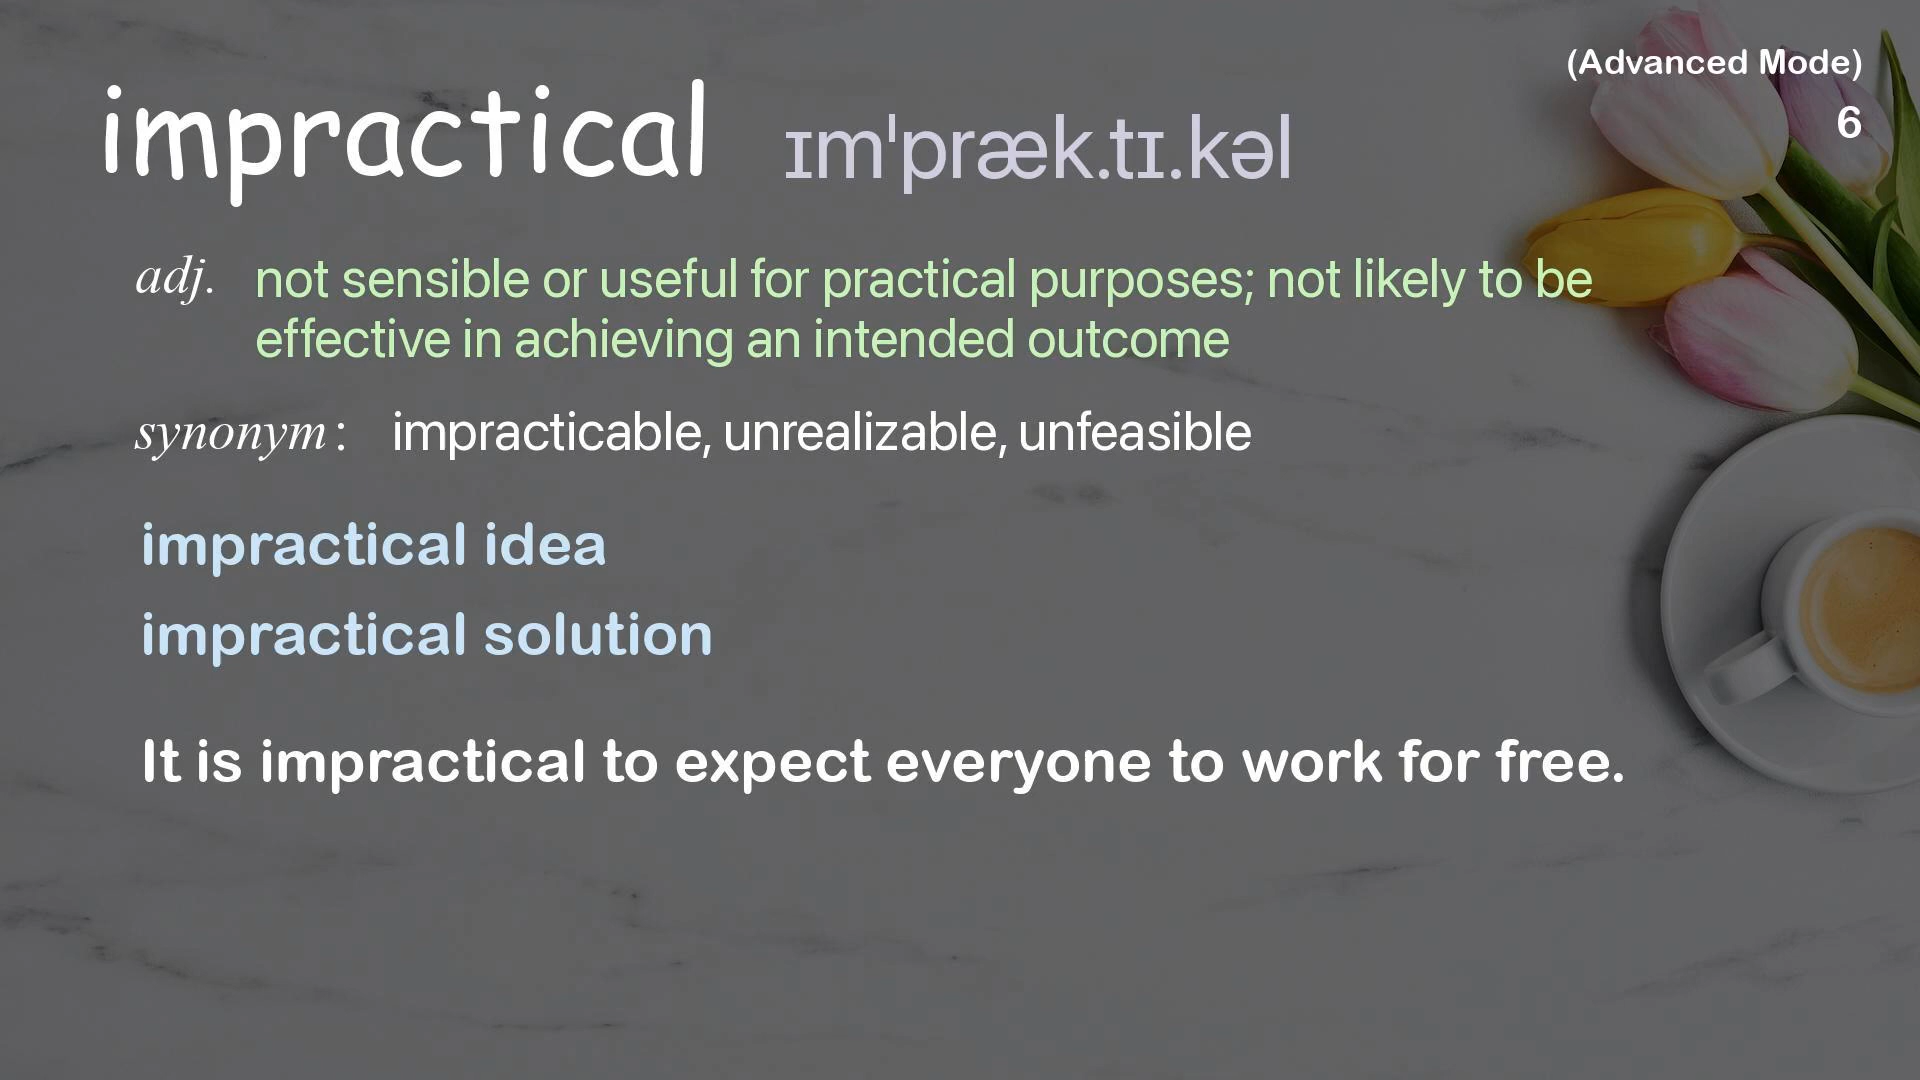 (Advanced Mode)
6
impractical ɪmˈpræk.tɪ.kəl
adj. not sensible or useful for practical purposes; not likely to be
effective in achieving an intended outcome
synonym: impracticable, unrealizable, unfeasible
impractical idea
impractical solution
It is impractical to expect everyone to work for free.